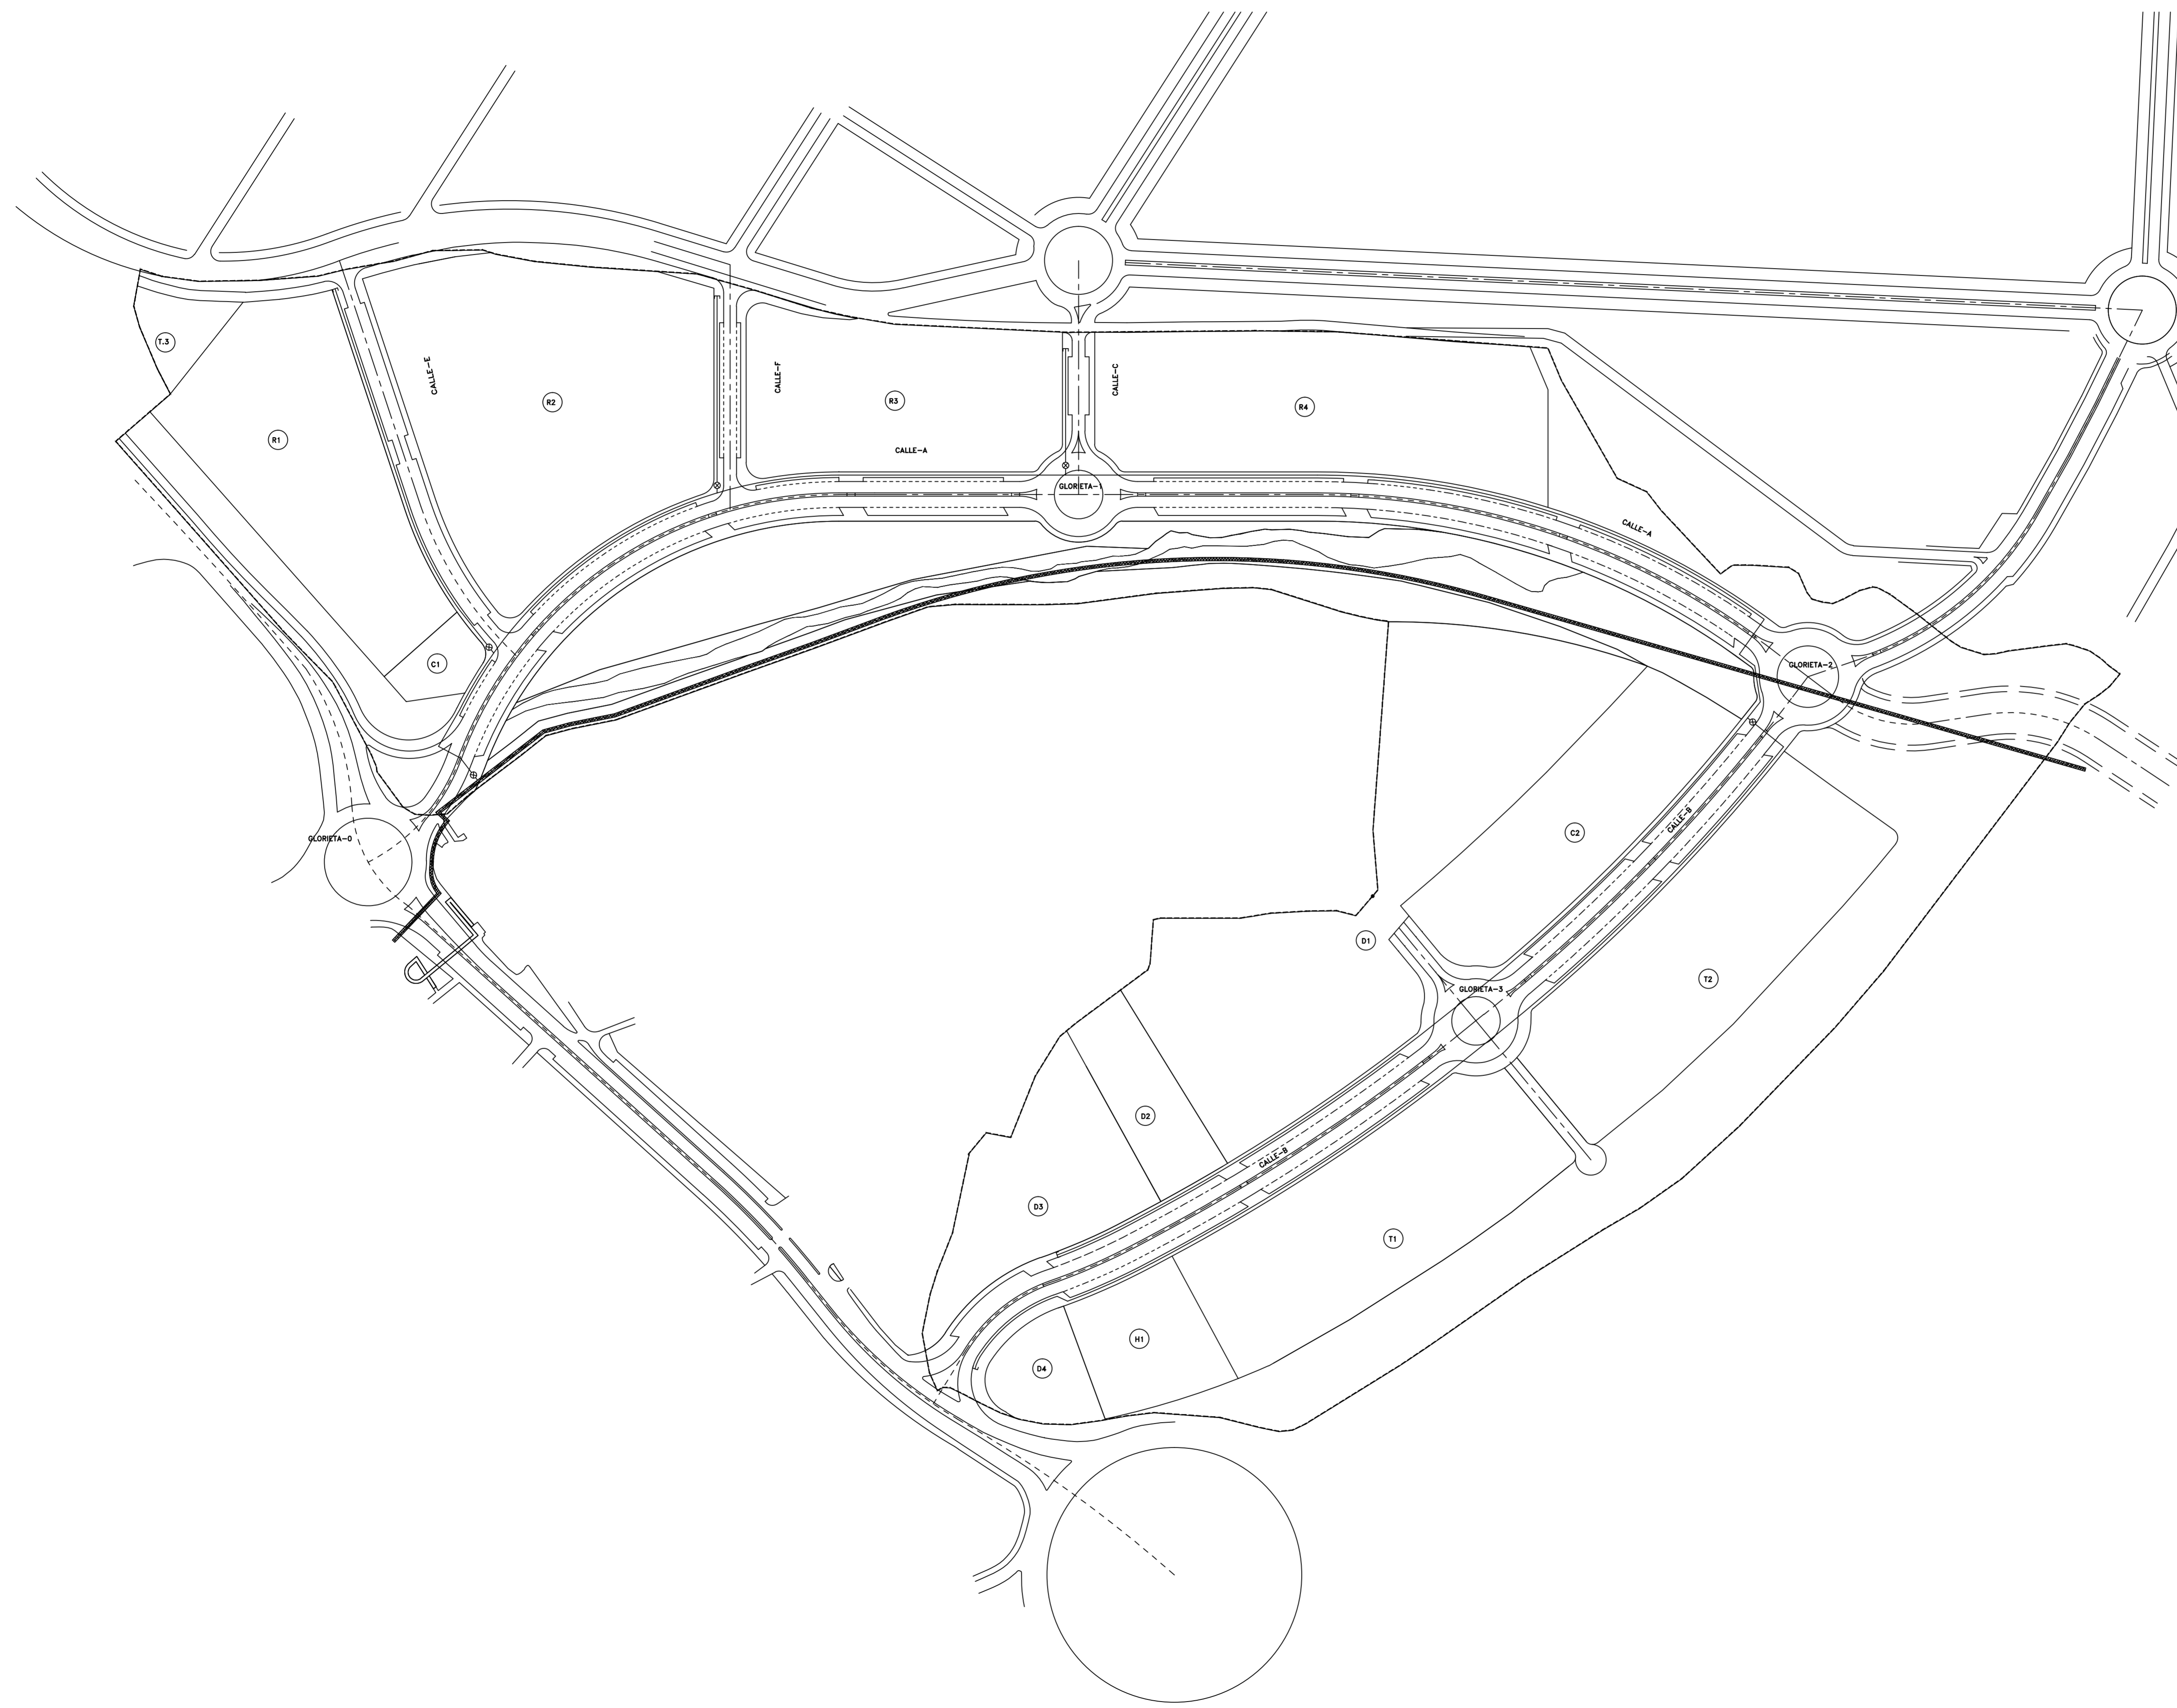 T.3
CALLE-E
CALLE-F
CALLE-C
R2
R3
R4
R1
CALLE-A
GLORIETA-1
CALLE-A
C1
GLORIETA-2
CALLE-B
C2
GLORIETA-0
D1
T2
GLORIETA-3
D2
CALLE-B
D3
T1
H1
D4